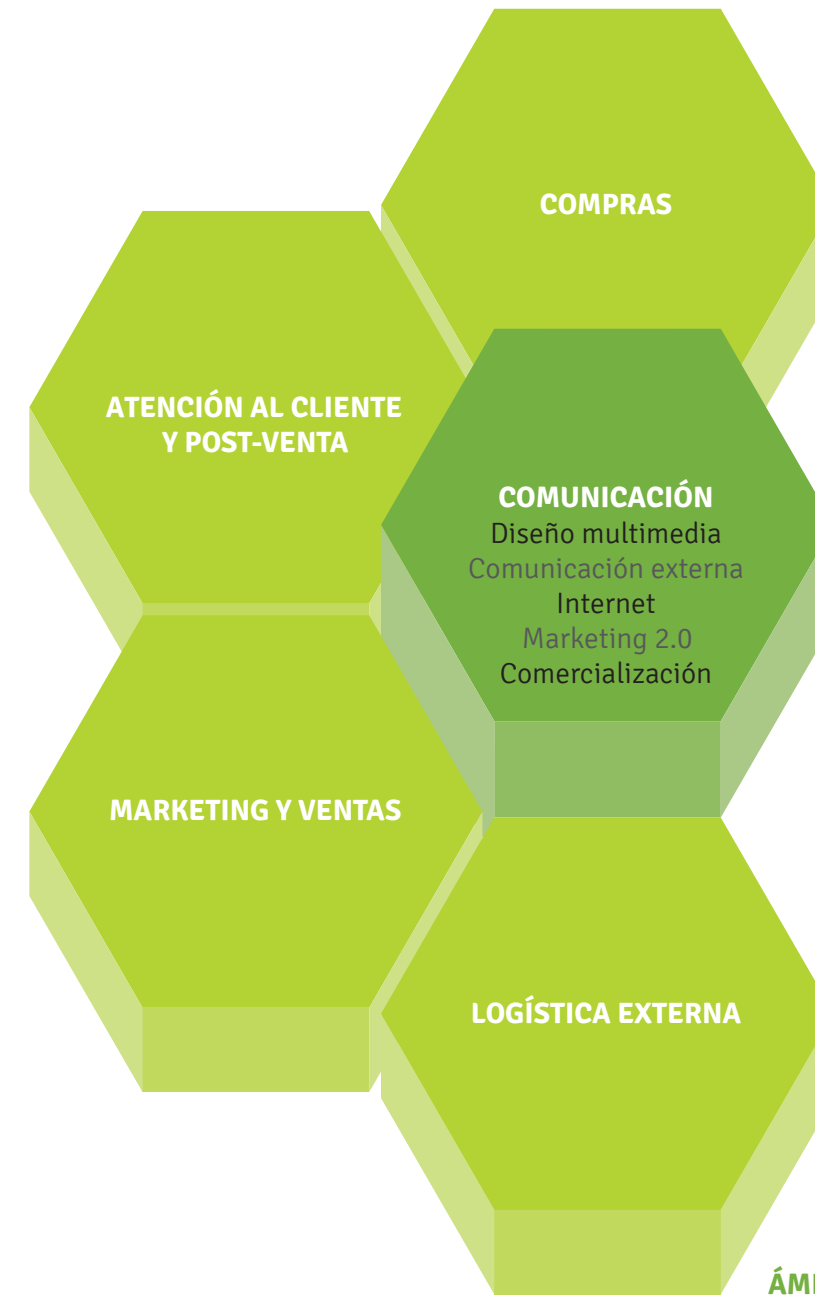 COMPRAS
ATENCIÓN AL CLIENTE
Y POST-VENTA
COMUNICACIÓN
Diseño multimedia
Comunicación externa
Internet
Marketing 2.0
Comercialización
MARKETING Y VENTAS
LOGÍSTICA EXTERNA